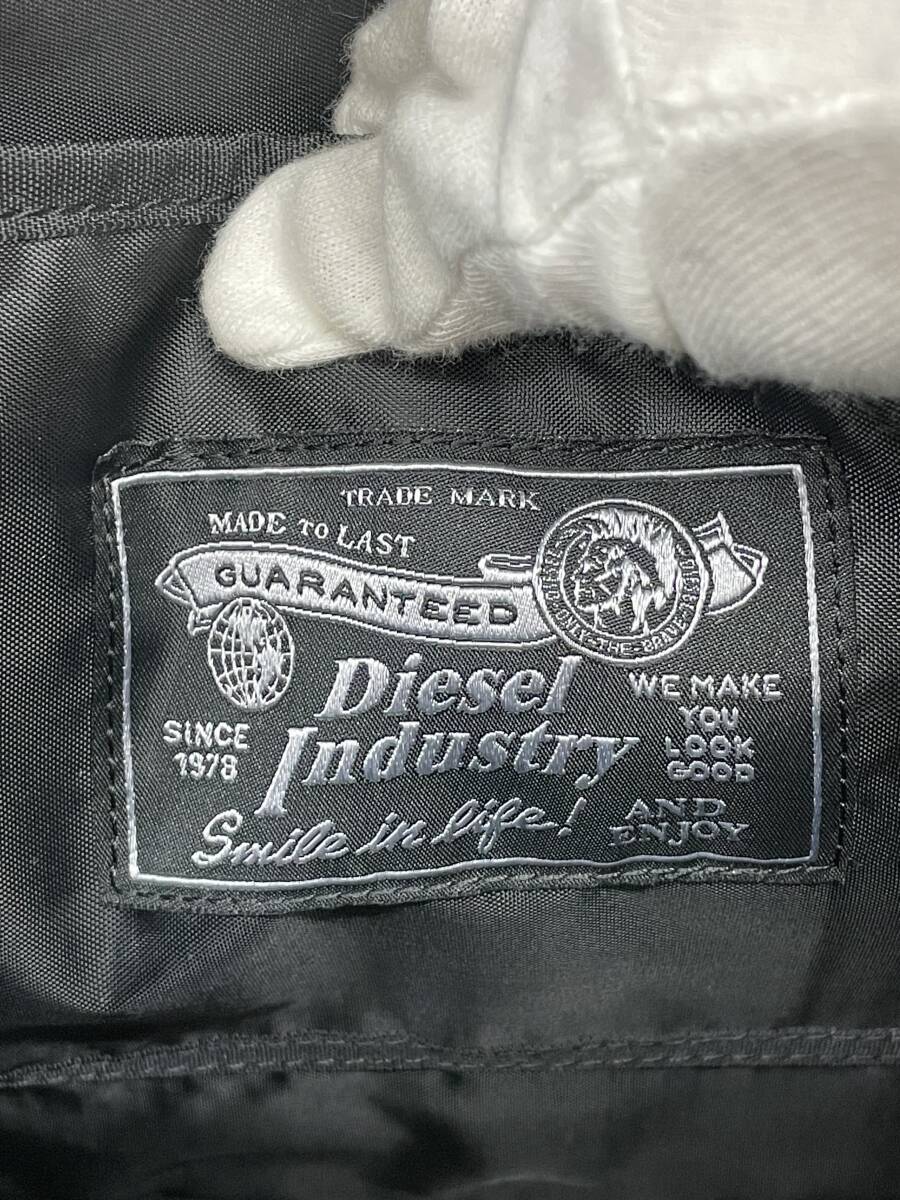 TRADE MARK
MADE TO LAST
GUARANTEED
Diesel
Industry
SINCE
1978
WE MAKE
YOU
LOOK
GOOD
AND
ENJOY
Smile in life!